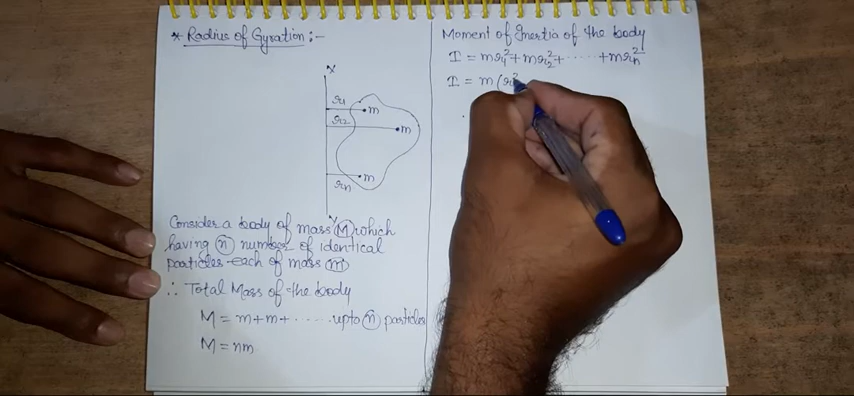 * Radius of Gyration :-
X
r1
m
r2
m
rn
m
Y
Consider a body of mass M which
having n number of identical
particles each of mass m
∴ Total Mass of the body
M = m+m+ ...... upto n particles
M = nm
Moment of Inertia of the body
I = mr₁² + mr₂² + ...... + mrₙ²
I = m (r²